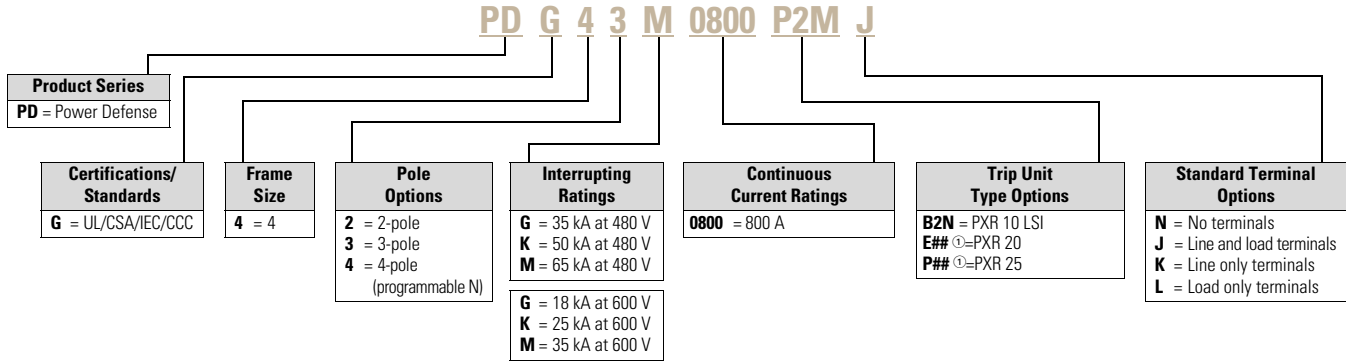 PD G 4 3 M 0800 P2M J
Product Series
PD = Power Defense
Certifications/
Standards
G = UL/CSA/IEC/CCC
Frame
Size
4 = 4
Pole
Options
2 = 2-pole
3 = 3-pole
4 = 4-pole
(programmable N)
Interrupting
Ratings
G = 35 kA at 480 V
K = 50 kA at 480 V
M = 65 kA at 480 V
G = 18 kA at 600 V
K = 25 kA at 600 V
M = 35 kA at 600 V
Continuous
Current Ratings
0800 = 800 A
Trip Unit
Type Options
B2N = PXR 10 LSI
E## ①=PXR 20
P## ①=PXR 25
Standard Terminal
Options
N = No terminals
J = Line and load terminals
K = Line only terminals
L = Load only terminals